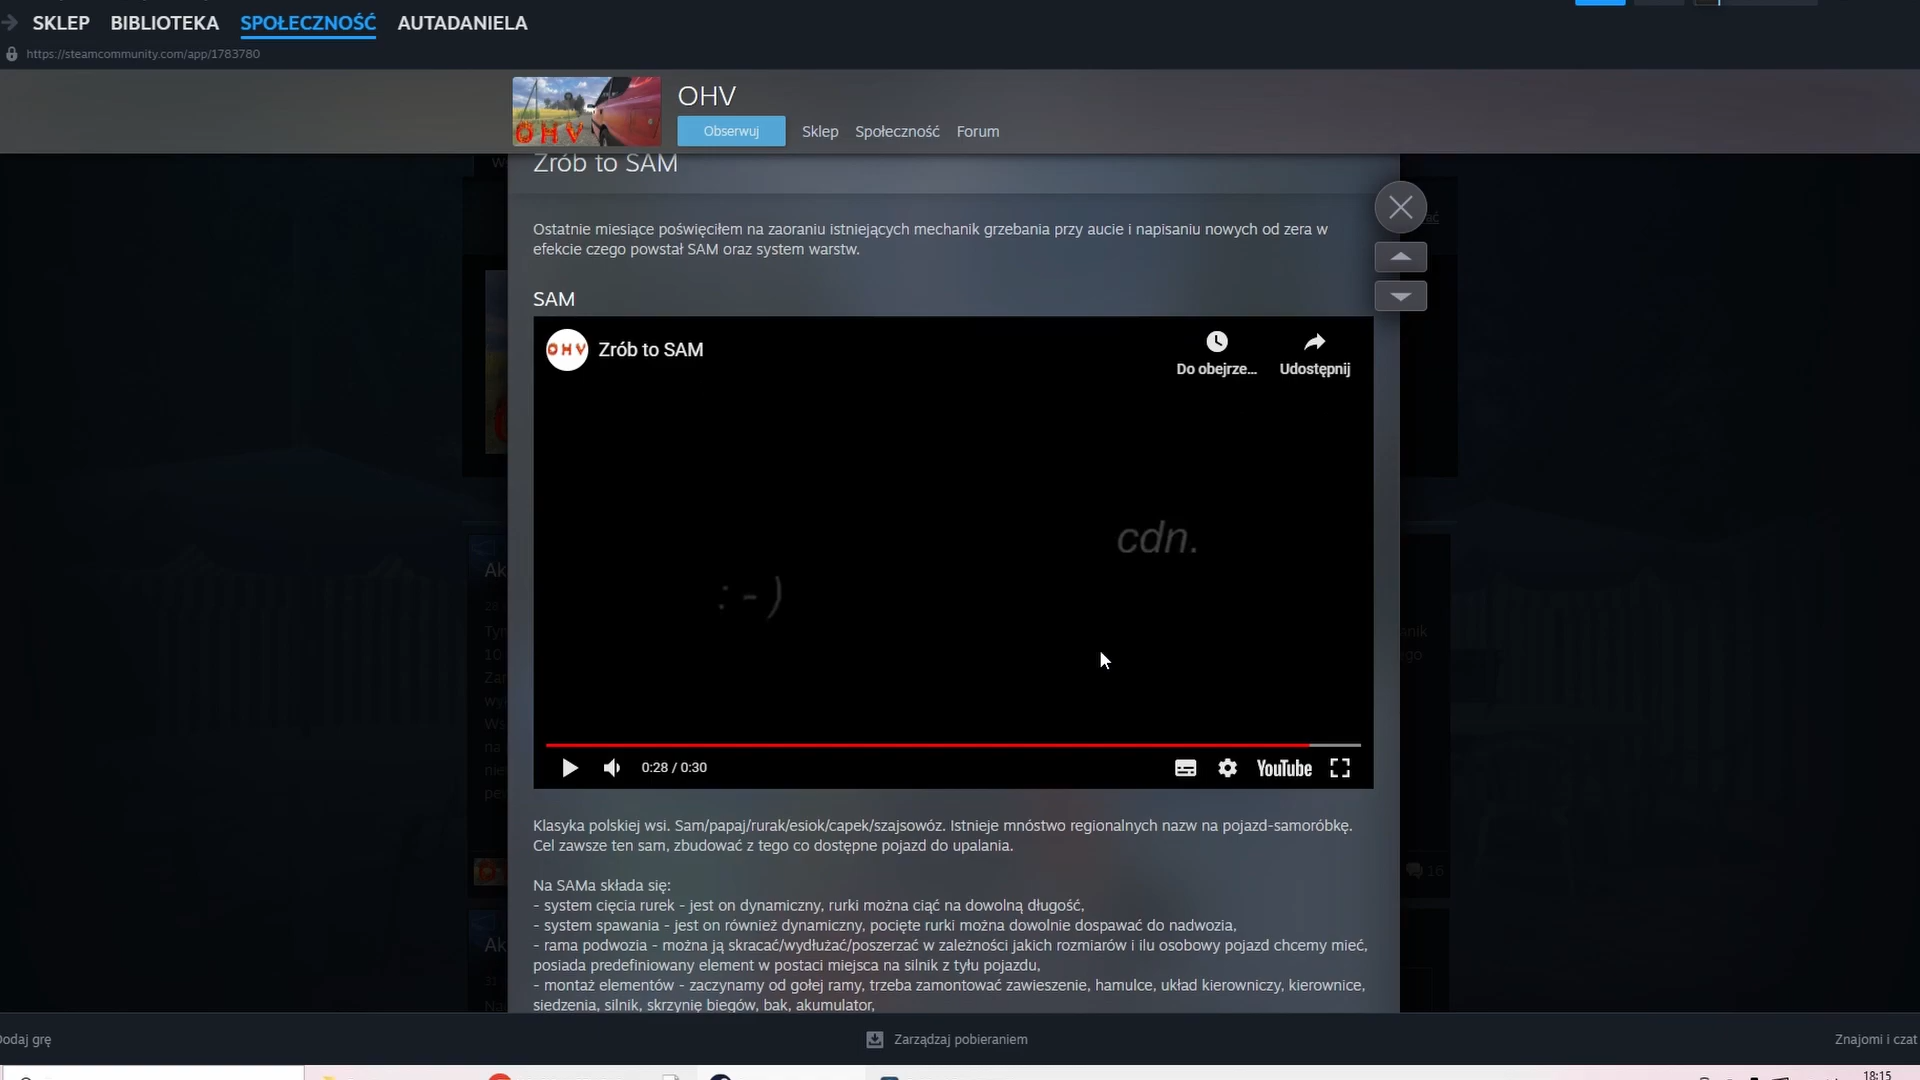 SKLEP BIBLIOTEKA SPOŁECZNOŚĆ AUTADANIELA
https://steamcommunity.com/app/1783780
OHV
OHV
Obserwuj Sklep Społeczność Forum
Zrób to SAM
Ostatnie miesiące poświęciłem na zaoraniu istniejących mechanik grzebania przy aucie i napisaniu nowych od zera w
efekcie czego powstał SAM oraz system warstw.
SAM
OHV Zrób to SAM
Do obejrze... Udostępnij
cdn.
:-)
0:28 / 0:30 YouTube
Klasyka polskiej wsi. Sam/papaj/rurak/esiok/capek/szajsowóz. Istnieje mnóstwo regionalnych nazw na pojazd-samoróbkę.
Cel zawsze ten sam, zbudować z tego co dostępne pojazd do upalania.
Na SAMa składa się:
- system cięcia rurek - jest on dynamiczny, rurki można ciąć na dowolną długość,
- system spawania - jest on również dynamiczny, pocięte rurki można dowolnie dospawać do nadwozia,
- rama podwozia - można ją skracać/wydłużać/poszerzać w zależności jakich rozmiarów i ilu osobowy pojazd chcemy mieć,
posiada predefiniowany element w postaci miejsca na silnik z tyłu pojazdu,
- montaż elementów - zaczynamy od gołej ramy, trzeba zamontować zawieszenie, hamulce, układ kierowniczy, kierownice,
siedzenia, silnik, skrzynię biegów, bak, akumulator,
16
Dodaj grę Zarządzaj pobieraniem Znajomi i czat
18:15